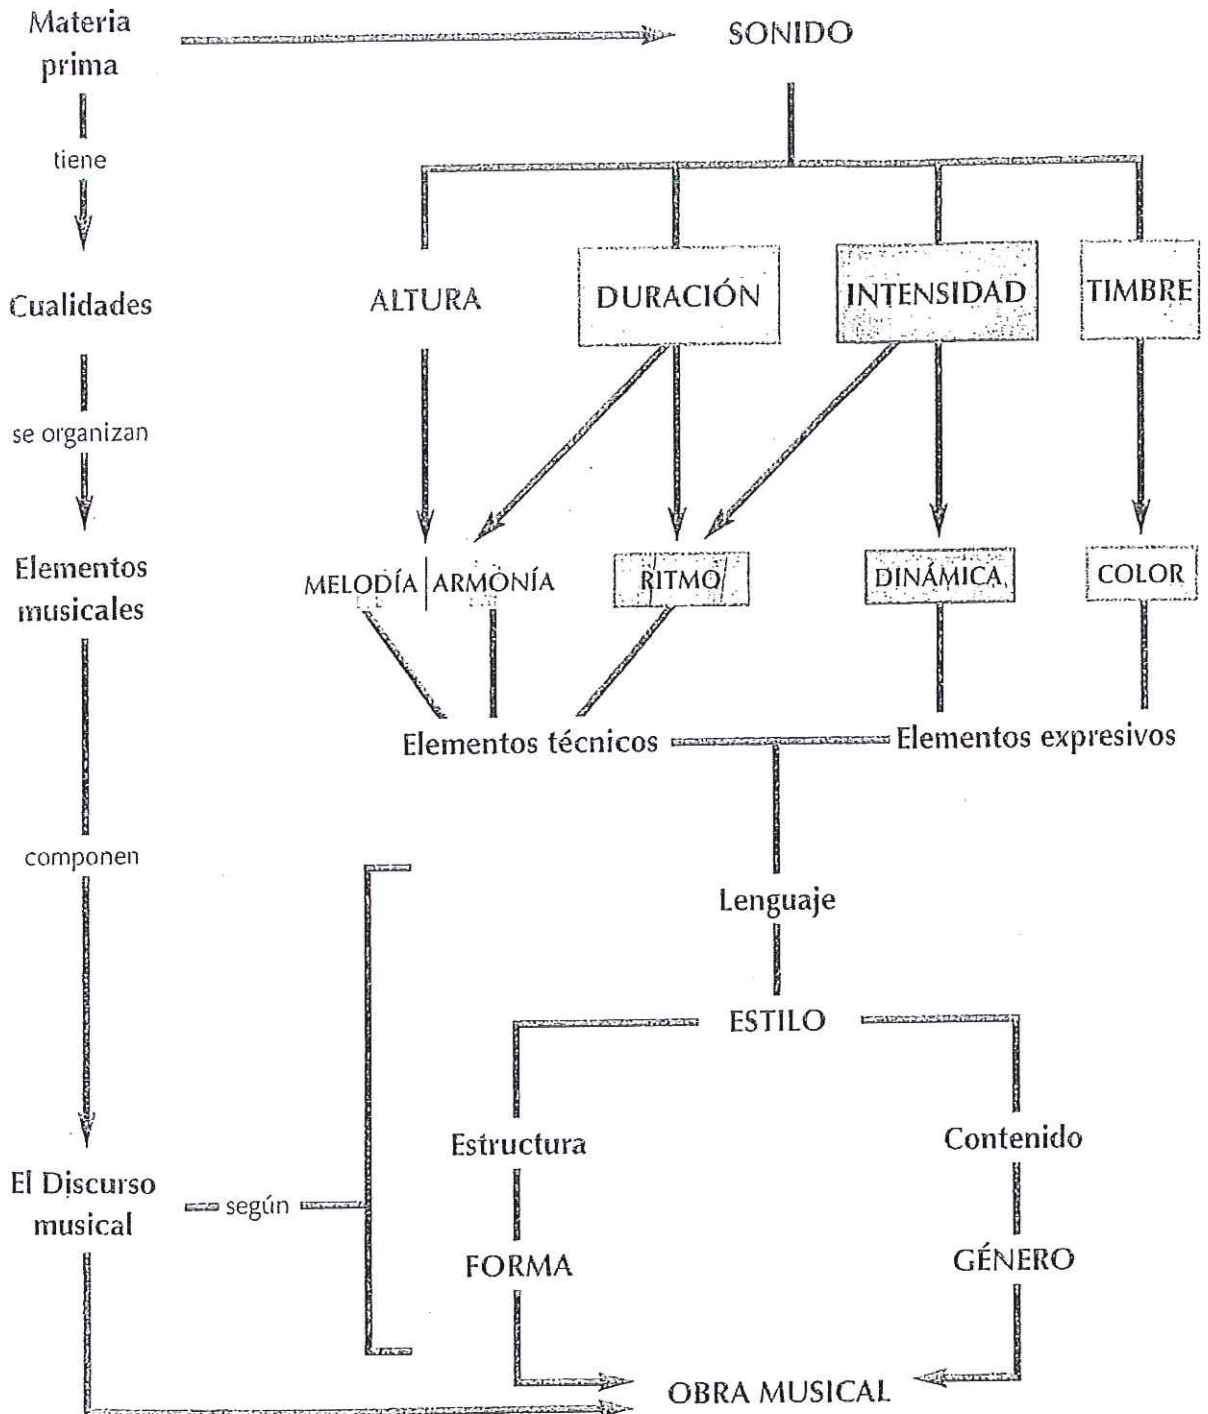 Materia
prima
SONIDO
tiene
Cualidades
ALTURA
DURACIÓN
INTENSIDAD
TIMBRE
se organizan
Elementos
musicales
MELODÍA
ARMONÍA
RITMO
DINÁMICA
COLOR
Elementos técnicos
Elementos expresivos
componen
Lenguaje
ESTILO
Estructura
Contenido
El Discurso
musical
según
FORMA
GÉNERO
OBRA MUSICAL